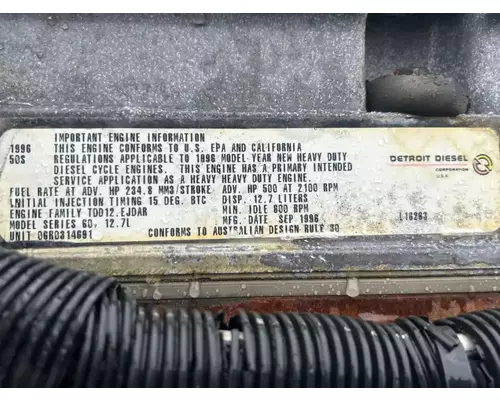 IMPORTANT ENGINE INFORMATION
1996 THIS ENGINE CONFORMS TO U.S. EPA AND CALIFORNIA
50S REGULATIONS APPLICABLE TO 1996 MODEL YEAR NEW HEAVY DUTY
DIESEL CYCLE ENGINES. THIS ENGINE HAS A PRIMARY INTENDED
SERVICE APPLICATION AS A HEAVY HEAVY DUTY ENGINE.
FUEL RATE AT ADV. HP 234.8 MM3/STROKE. ADV. HP 500 AT 2100 RPM
INITIAL INJECTION TIMING 15 DEG. BTC DISP. 12.7 LITERS
ENGINE FAMILY TDD12.EJDAR MIN. IDLE 600 RPM
MODEL SERIES 60, 12.7L MFG. DATE SEP 1996
UNIT 06R0314691 CONFORMS TO AUSTRALIAN DESIGN RULE 30
DETROIT DIESEL
CORPORATION
U.S.A.
L16263